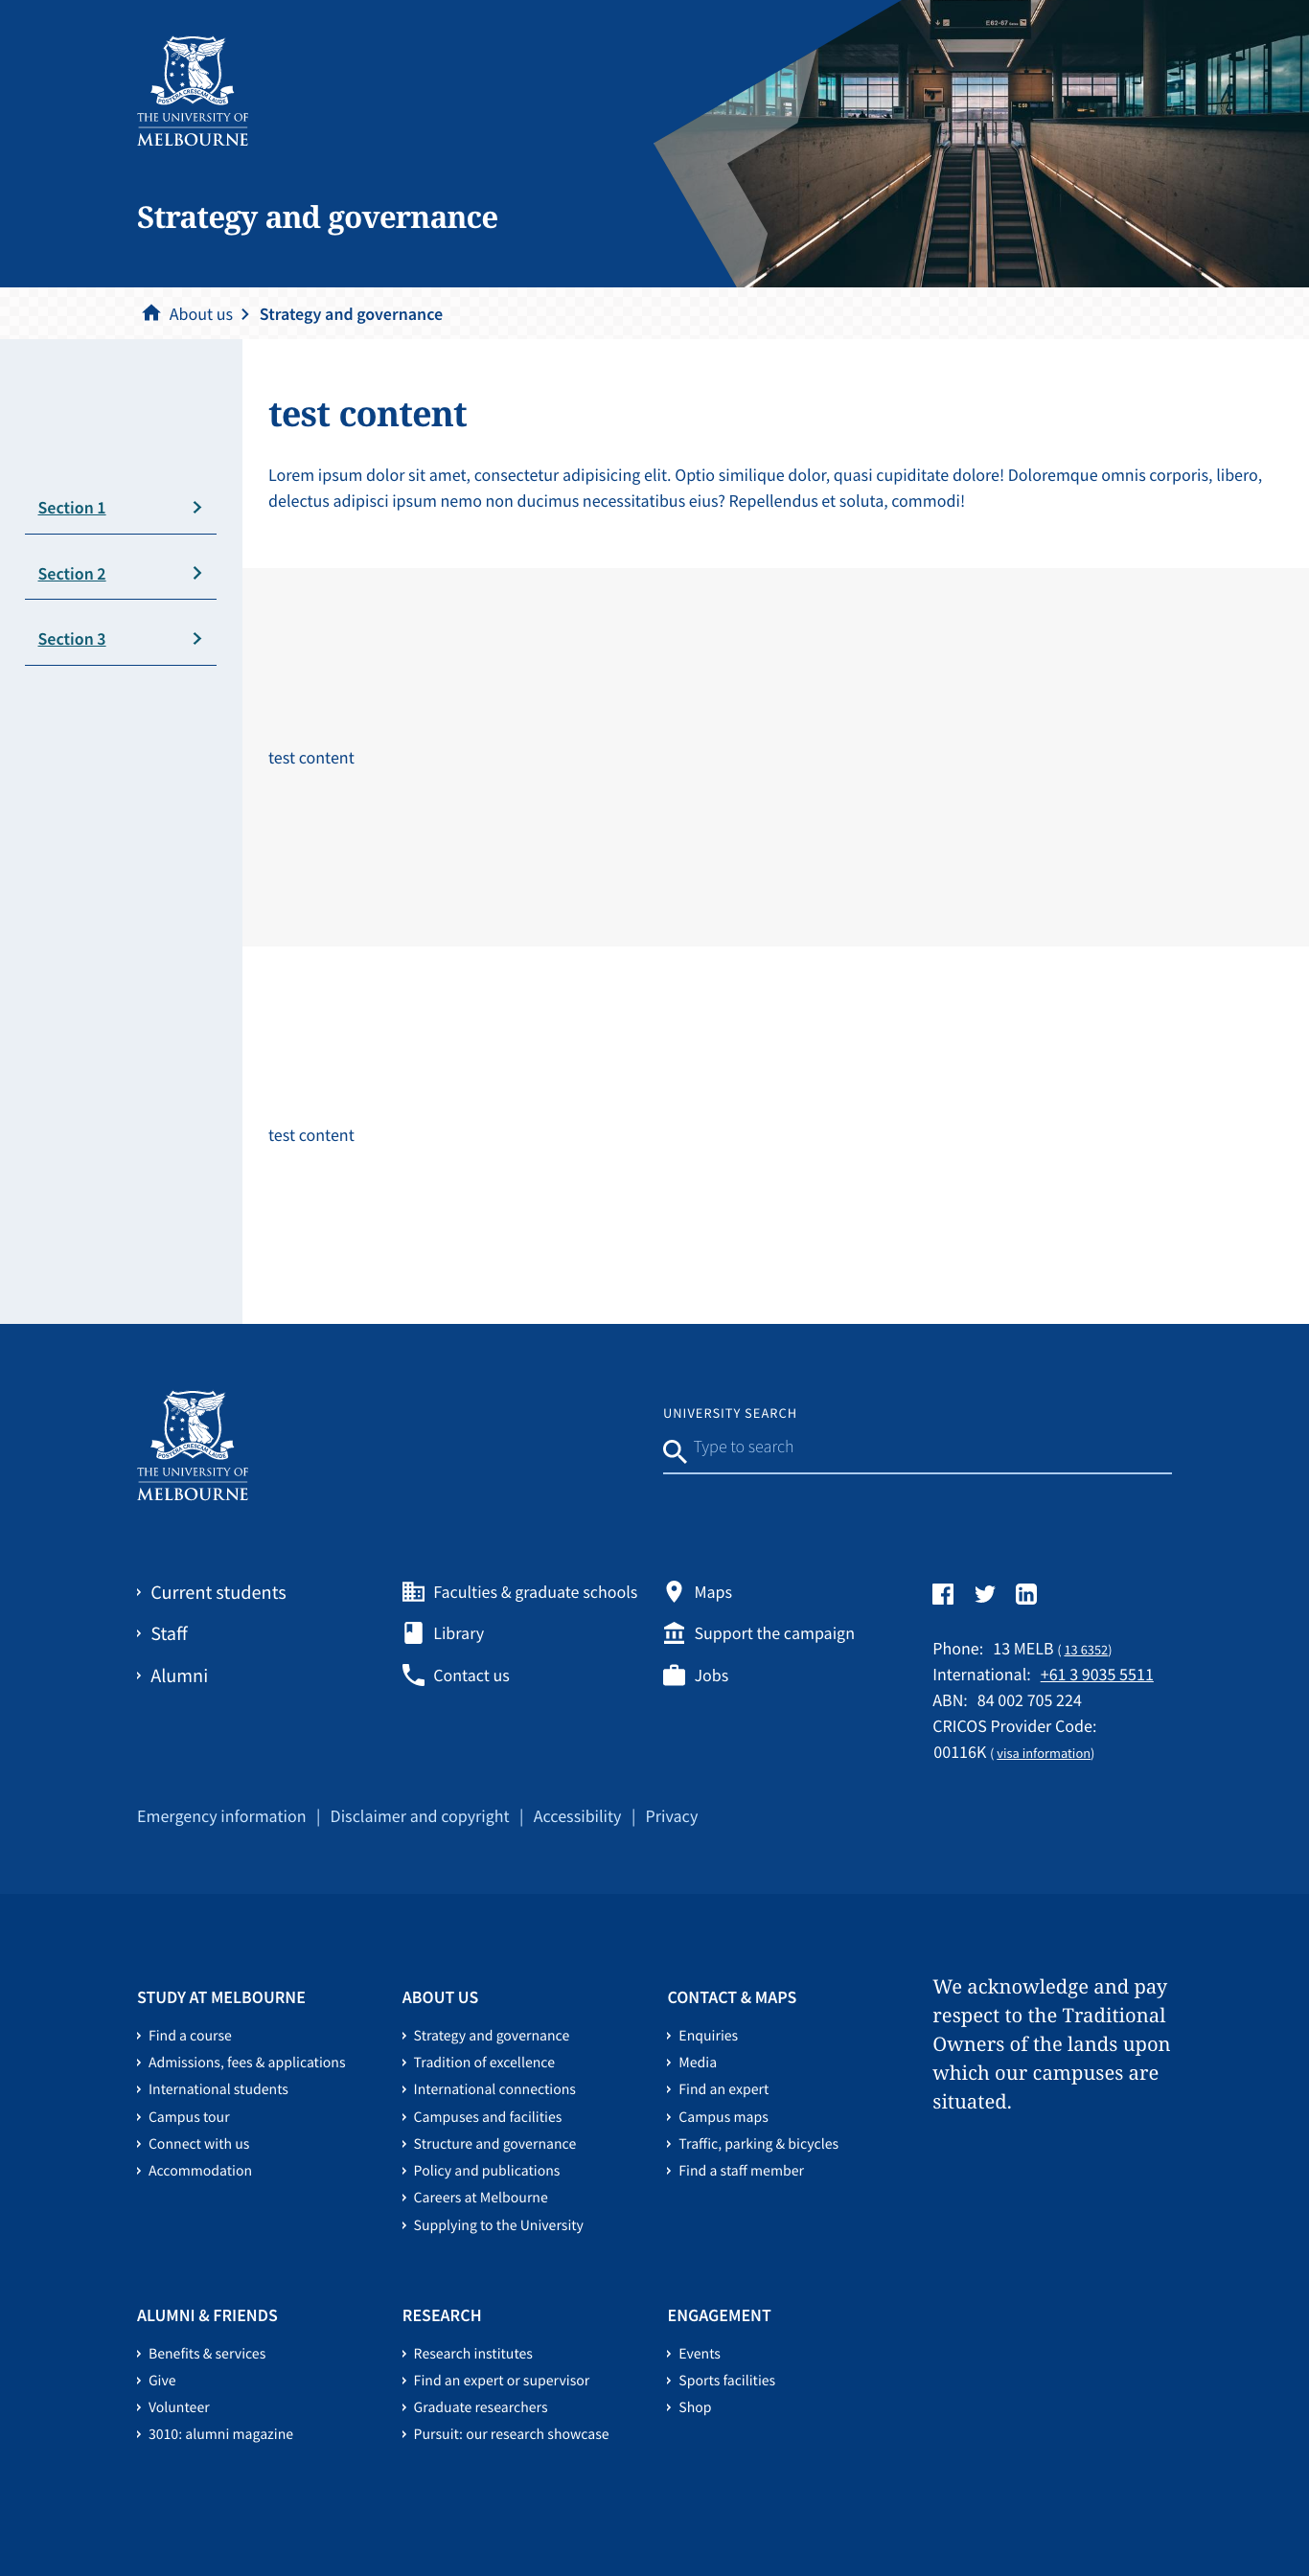 E62-67
POSTERA CRESCAM LAUDE
THE UNIVERSITY OF
MELBOURNE
Strategy and governance
About us
Strategy and governance
test content
Lorem ipsum dolor sit amet, consectetur adipisicing elit. Optio similique dolor, quasi cupiditate dolore! Doloremque omnis corporis, libero,
delectus adipisci ipsum nemo non ducimus necessitatibus eius? Repellendus et soluta, commodi!
Section 1
Section 2
Section 3
test content
test content
POSTERA CRESCAM LAUDE
THE UNIVERSITY OF
MELBOURNE
UNIVERSITY SEARCH
Type to search
Current students
Staff
Alumni
Faculties & graduate schools
Library
Contact us
Maps
Support the campaign
Jobs
Phone: 13 MELB ( 13 6352)
International: +61 3 9035 5511
ABN: 84 002 705 224
CRICOS Provider Code:
00116K ( visa information)
Emergency information | Disclaimer and copyright | Accessibility | Privacy
STUDY AT MELBOURNE
Find a course
Admissions, fees & applications
International students
Campus tour
Connect with us
Accommodation
ABOUT US
Strategy and governance
Tradition of excellence
International connections
Campuses and facilities
Structure and governance
Policy and publications
Careers at Melbourne
Supplying to the University
CONTACT & MAPS
Enquiries
Media
Find an expert
Campus maps
Traffic, parking & bicycles
Find a staff member
We acknowledge and pay
respect to the Traditional
Owners of the lands upon
which our campuses are
situated.
ALUMNI & FRIENDS
Benefits & services
Give
Volunteer
3010: alumni magazine
RESEARCH
Research institutes
Find an expert or supervisor
Graduate researchers
Pursuit: our research showcase
ENGAGEMENT
Events
Sports facilities
Shop